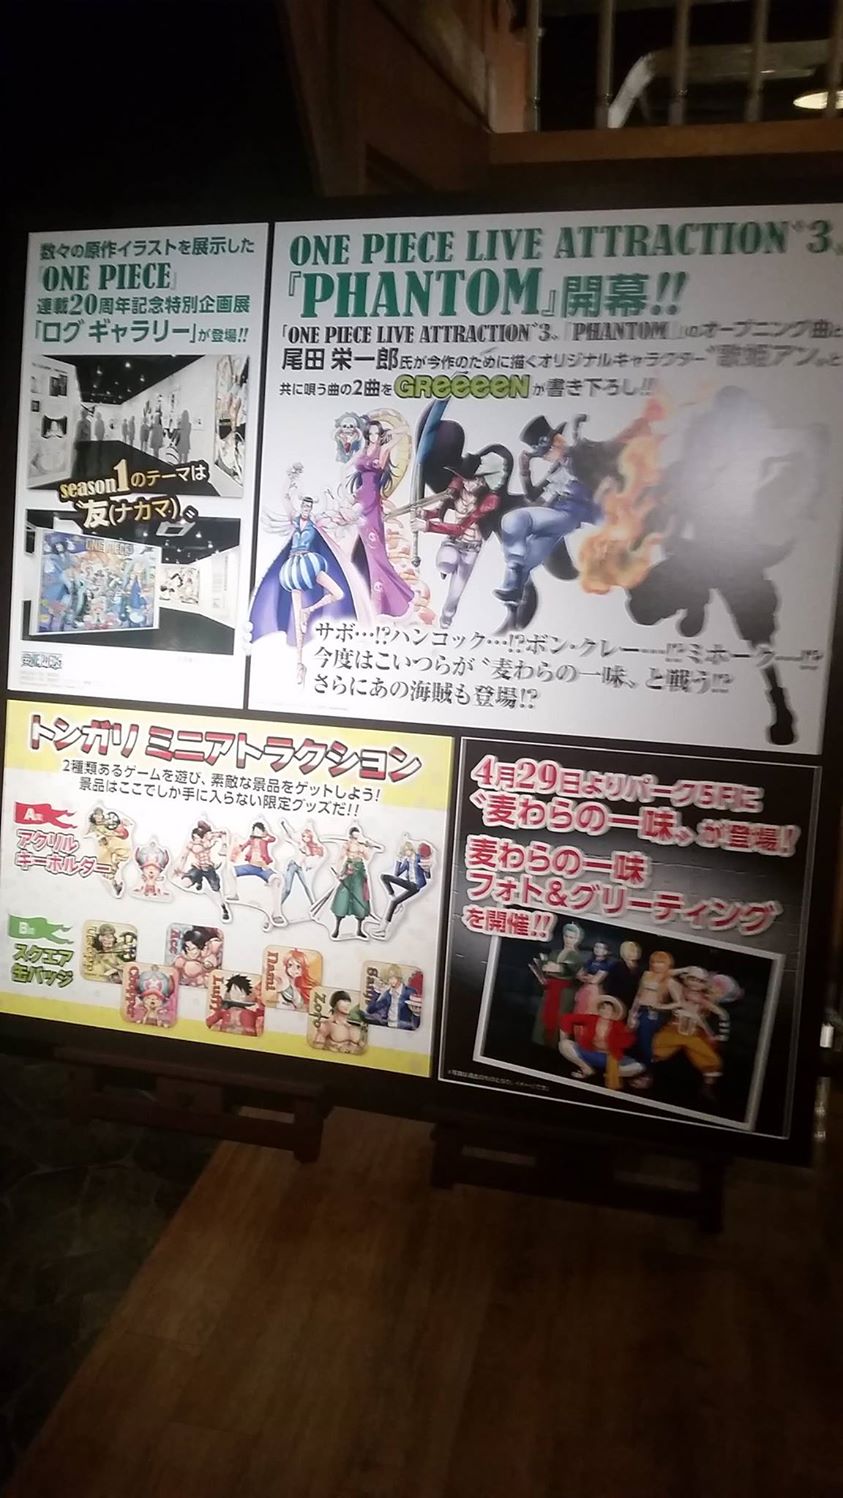 数々の原作イラストを展示した
『ONE PIECE』
連載20周年記念特別企画展
「ログギャラリー」が登場!!
season1のテーマは
〝友(ナカマ)〟
ONE PIECE LIVE ATTRACTION〝3〟
『PHANTOM』開幕!!
「ONE PIECE LIVE ATTRACTION〝3〟『PHANTOM』」のオープニング曲と
尾田 栄一郎氏が今作のために描くオリジナルキャラクター〝歌姫アン〟が
共に唄う曲の2曲をGReeeeNが書き下ろし!!
サボ…!?ハンコック…!?ボン・クレー…!?ミホーク…!?
今度はこいつらが〝麦わらの一味〟と戦う!?
さらにあの海賊も登場!?
トンガリ ミニアトラクション
2種類あるゲームを遊び、素敵な景品をゲットしよう!
景品はここでしか手に入らない限定グッズだ!!
A賞
アクリル
キーホルダー
B賞
スクエア
缶バッジ
Usopp
Chopper
Ace
Luffy
Nami
Zoro
Sanji
4月29日よりパーク5Fに
〝麦わらの一味〟が登場!
麦わらの一味
フォト&グリーティング
を開催!!